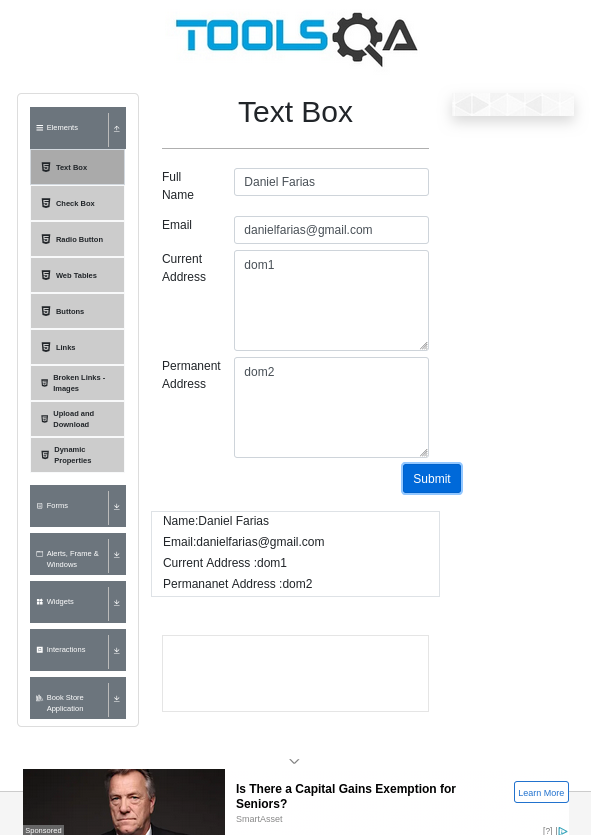 TOOLSQA
Elements
Text Box
Check Box
Radio Button
Web Tables
Buttons
Links
Broken Links -
Images
Upload and
Download
Dynamic
Properties
Forms
Alerts, Frame &
Windows
Widgets
Interactions
Book Store
Application
Text Box
Full
Name
Daniel Farias
Email
danielfarias@gmail.com
Current
Address
dom1
Permanent
Address
dom2
Submit
Name:Daniel Farias
Email:danielfarias@gmail.com
Current Address :dom1
Permananet Address :dom2
Sponsored
Is There a Capital Gains Exemption for
Seniors?
SmartAsset
Learn More
[?]